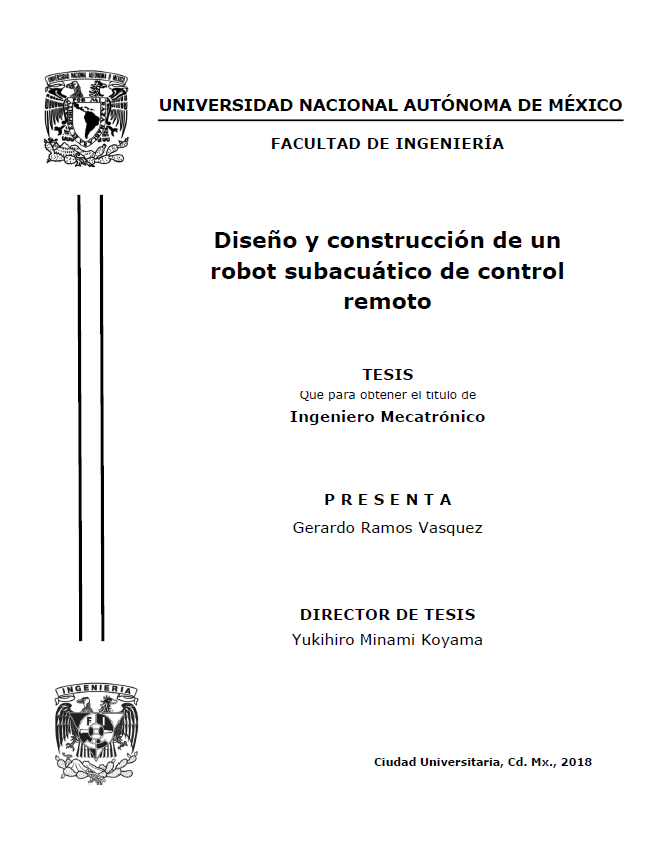 UNIVERSIDAD NACIONAL AUTÓNOMA DE MÉXICO
FACULTAD DE INGENIERÍA
Diseño y construcción de un
robot subacuático de control
remoto
TESIS
Que para obtener el título de
Ingeniero Mecatrónico
P R E S E N T A
Gerardo Ramos Vasquez
DIRECTOR DE TESIS
Yukihiro Minami Koyama
INGENIERIA
F I
Ciudad Universitaria, Cd. Mx., 2018